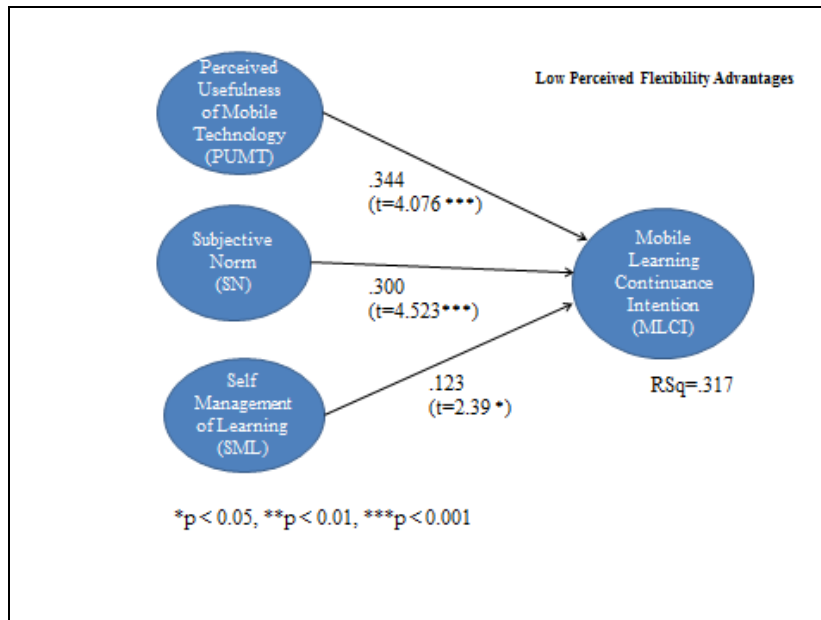 Perceived
Usefulness
of Mobile
Technology
(PUMT)
Low Perceived Flexibility Advantages
.344
(t=4.076 ***)
Subjective
Norm
(SN)
.300
(t=4.523***)
Mobile
Learning
Continuance
Intention
(MLCI)
Self
Management
of Learning
(SML)
.123
(t=2.39 *)
RSq=.317
*p < 0.05, **p < 0.01, ***p < 0.001